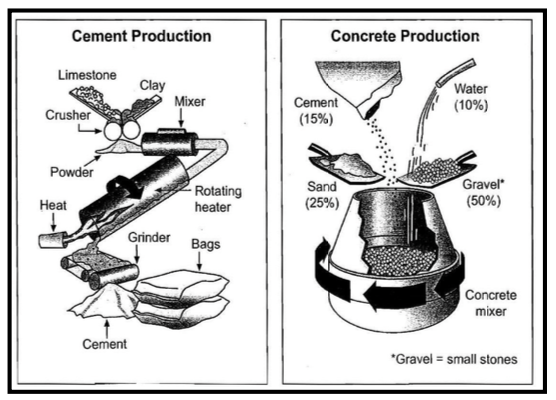 Cement Production
Limestone
Clay
Crusher
Mixer
Powder
Rotating
heater
Heat
Grinder
Bags
Cement
Concrete Production
Cement
(15%)
Water
(10%)
Sand
(25%)
Gravel*
(50%)
Concrete
mixer
*Gravel = small stones